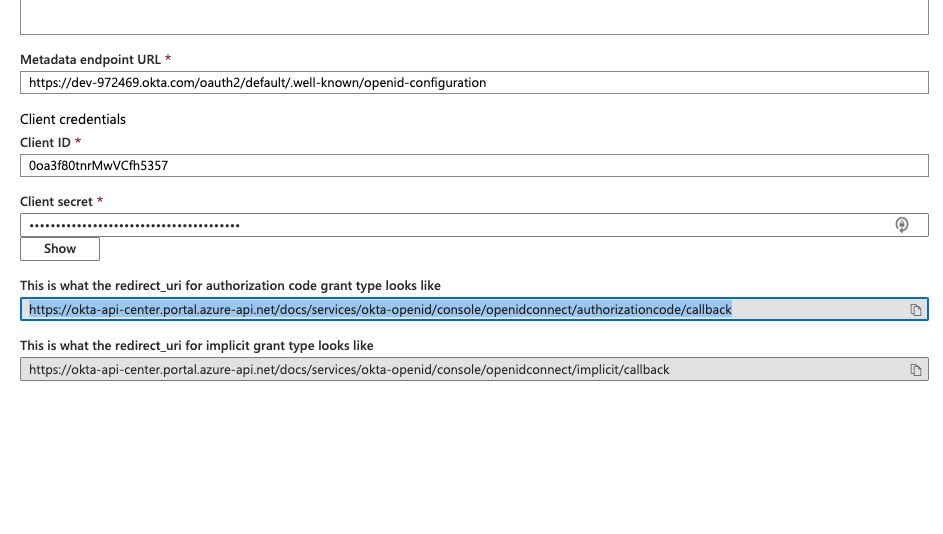 Metadata endpoint URL *
https://dev-972469.okta.com/oauth2/default/.well-known/openid-configuration
Client credentials
Client ID *
0oa3f80tnrMwVCfh5357
Client secret *
••••••••••••••••••••••••••••••••••••••••
Show
This is what the redirect_uri for authorization code grant type looks like
https://okta-api-center.portal.azure-api.net/docs/services/okta-openid/console/openidconnect/authorizationcode/callback
This is what the redirect_uri for implicit grant type looks like
https://okta-api-center.portal.azure-api.net/docs/services/okta-openid/console/openidconnect/implicit/callback